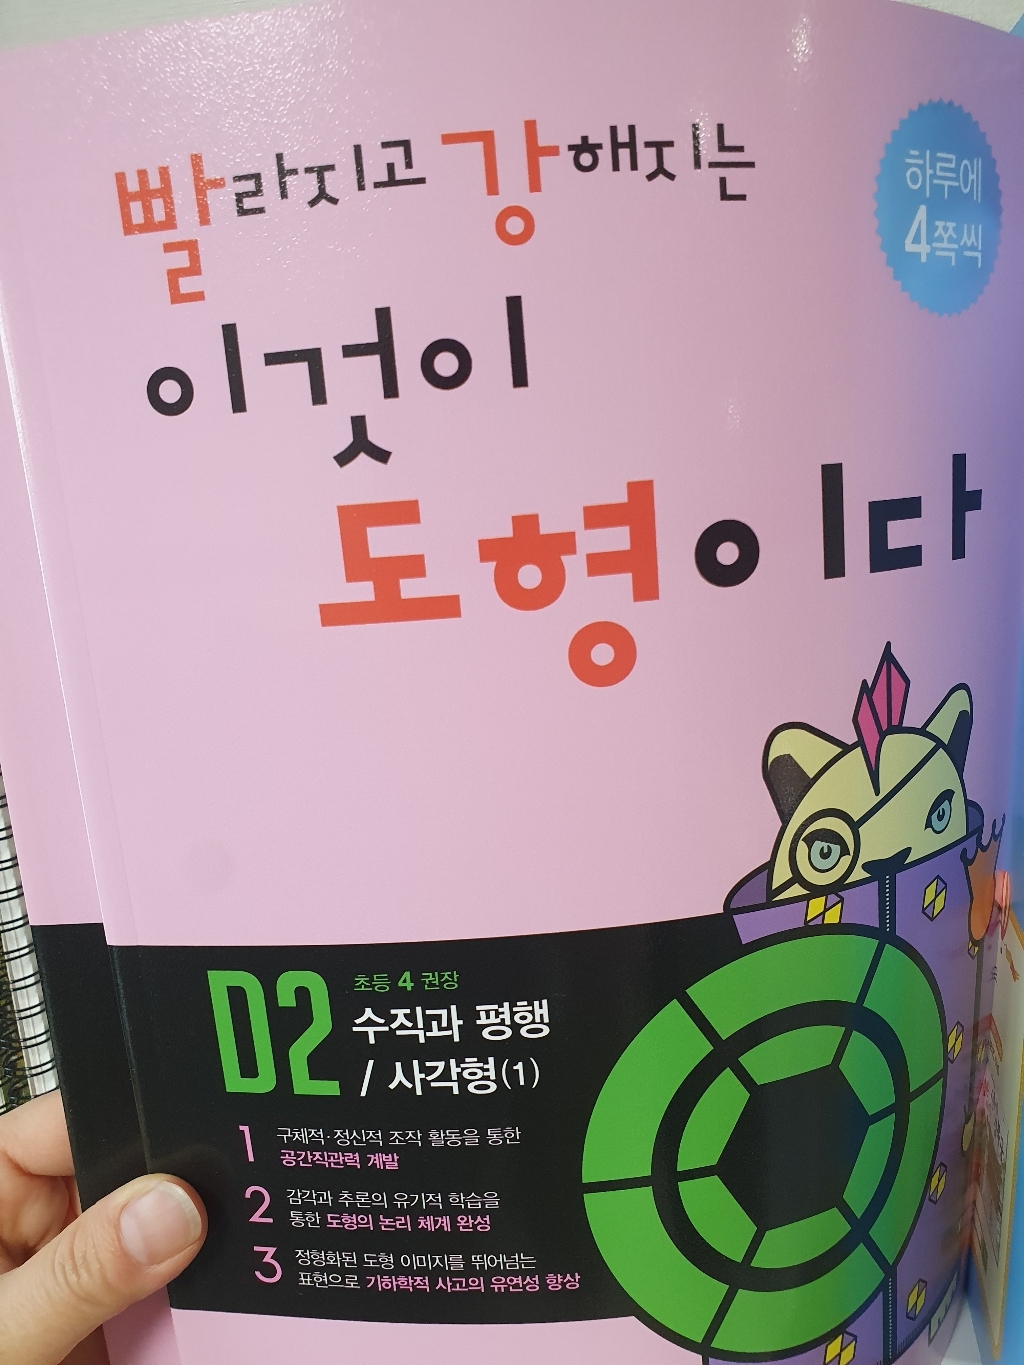 빨라지고 강해지는
이것이
도형이다
하루에
4쪽씩
D2
초등 4 권장
수직과 평행
/ 사각형(1)
1 구체적·정신적 조작 활동을 통한
공간직관력 계발
2 감각과 추론의 유기적 학습을
통한 도형의 논리 체계 완성
3 정형화된 도형 이미지를 뛰어넘는
표현으로 기하학적 사고의 유연성 향상